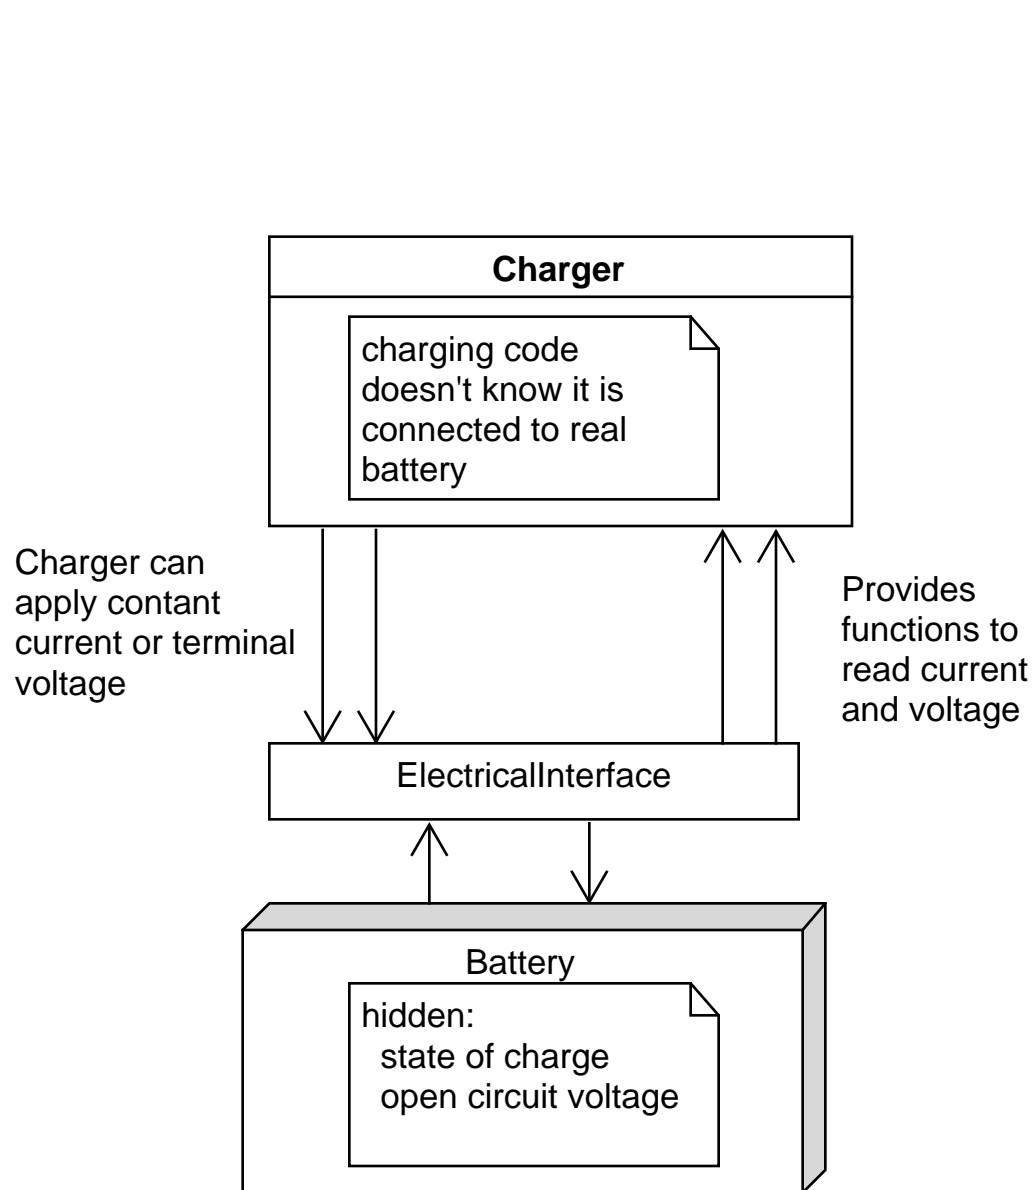 Charger
charging code
doesn't know it is
connected to real
battery
Charger can
apply contant
current or terminal
voltage
Provides
functions to
read current
and voltage
ElectricalInterface
Battery
hidden:
state of charge
open circuit voltage